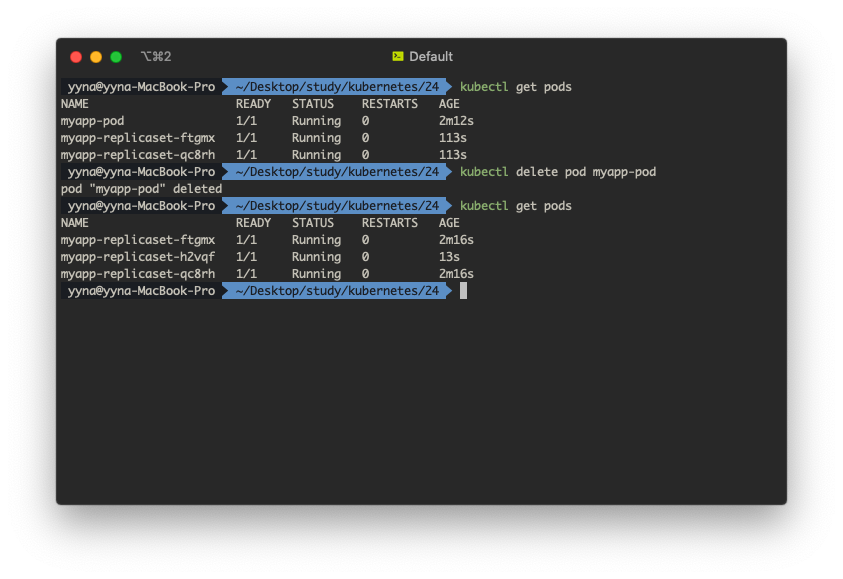 ⌥⌘2 Default
yyna@yyna-MacBook-Pro ~/Desktop/study/kubernetes/24 kubectl get pods
NAME READY STATUS RESTARTS AGE
myapp-pod 1/1 Running 0 2m12s
myapp-replicaset-ftgmx 1/1 Running 0 113s
myapp-replicaset-qc8rh 1/1 Running 0 113s
yyna@yyna-MacBook-Pro ~/Desktop/study/kubernetes/24 kubectl delete pod myapp-pod
pod "myapp-pod" deleted
yyna@yyna-MacBook-Pro ~/Desktop/study/kubernetes/24 kubectl get pods
NAME READY STATUS RESTARTS AGE
myapp-replicaset-ftgmx 1/1 Running 0 2m16s
myapp-replicaset-h2vqf 1/1 Running 0 13s
myapp-replicaset-qc8rh 1/1 Running 0 2m16s
yyna@yyna-MacBook-Pro ~/Desktop/study/kubernetes/24